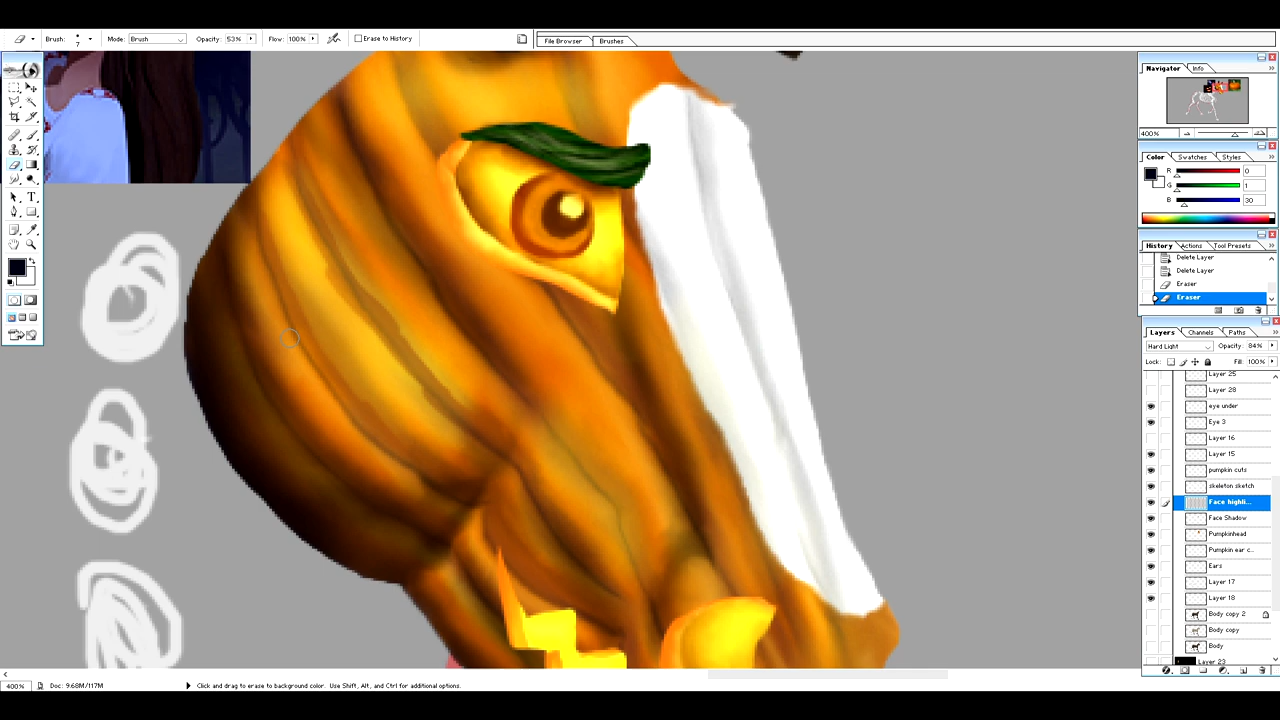 Brush: 7 Mode: Brush Opacity: 53% Flow: 100% Erase to History File Browser Brushes
Navigator Info
400%
Color Swatches Styles
R 0
G 1
B 30
History Actions Tool Presets
Delete Layer
Delete Layer
Eraser
Eraser
Layers Channels Paths
Hard Light Opacity: 84%
Lock: Fill: 100%
Layer 25
Layer 28
eye under
Eye 3
Layer 16
Layer 15
pumpkin cuts
skeleton sketch
Face highli...
Face Shadow
Pumpkinhead
Pumpkin ear c...
Ears
Layer 17
Layer 18
Body copy 2
Body copy
Body
Layer 23
400% Doc: 9.68M/117M Click and drag to erase to background color. Use Shift, Alt, and Ctrl for additional options.